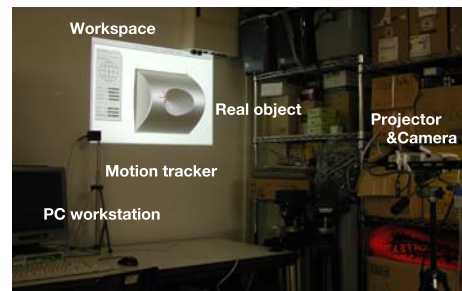 Workspace
Real object
Projector
&Camera
Motion tracker
PC workstation